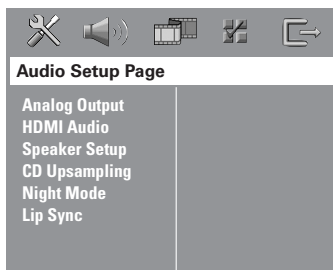 Audio Setup Page
Analog Output
HDMI Audio
Speaker Setup
CD Upsampling
Night Mode
Lip Sync